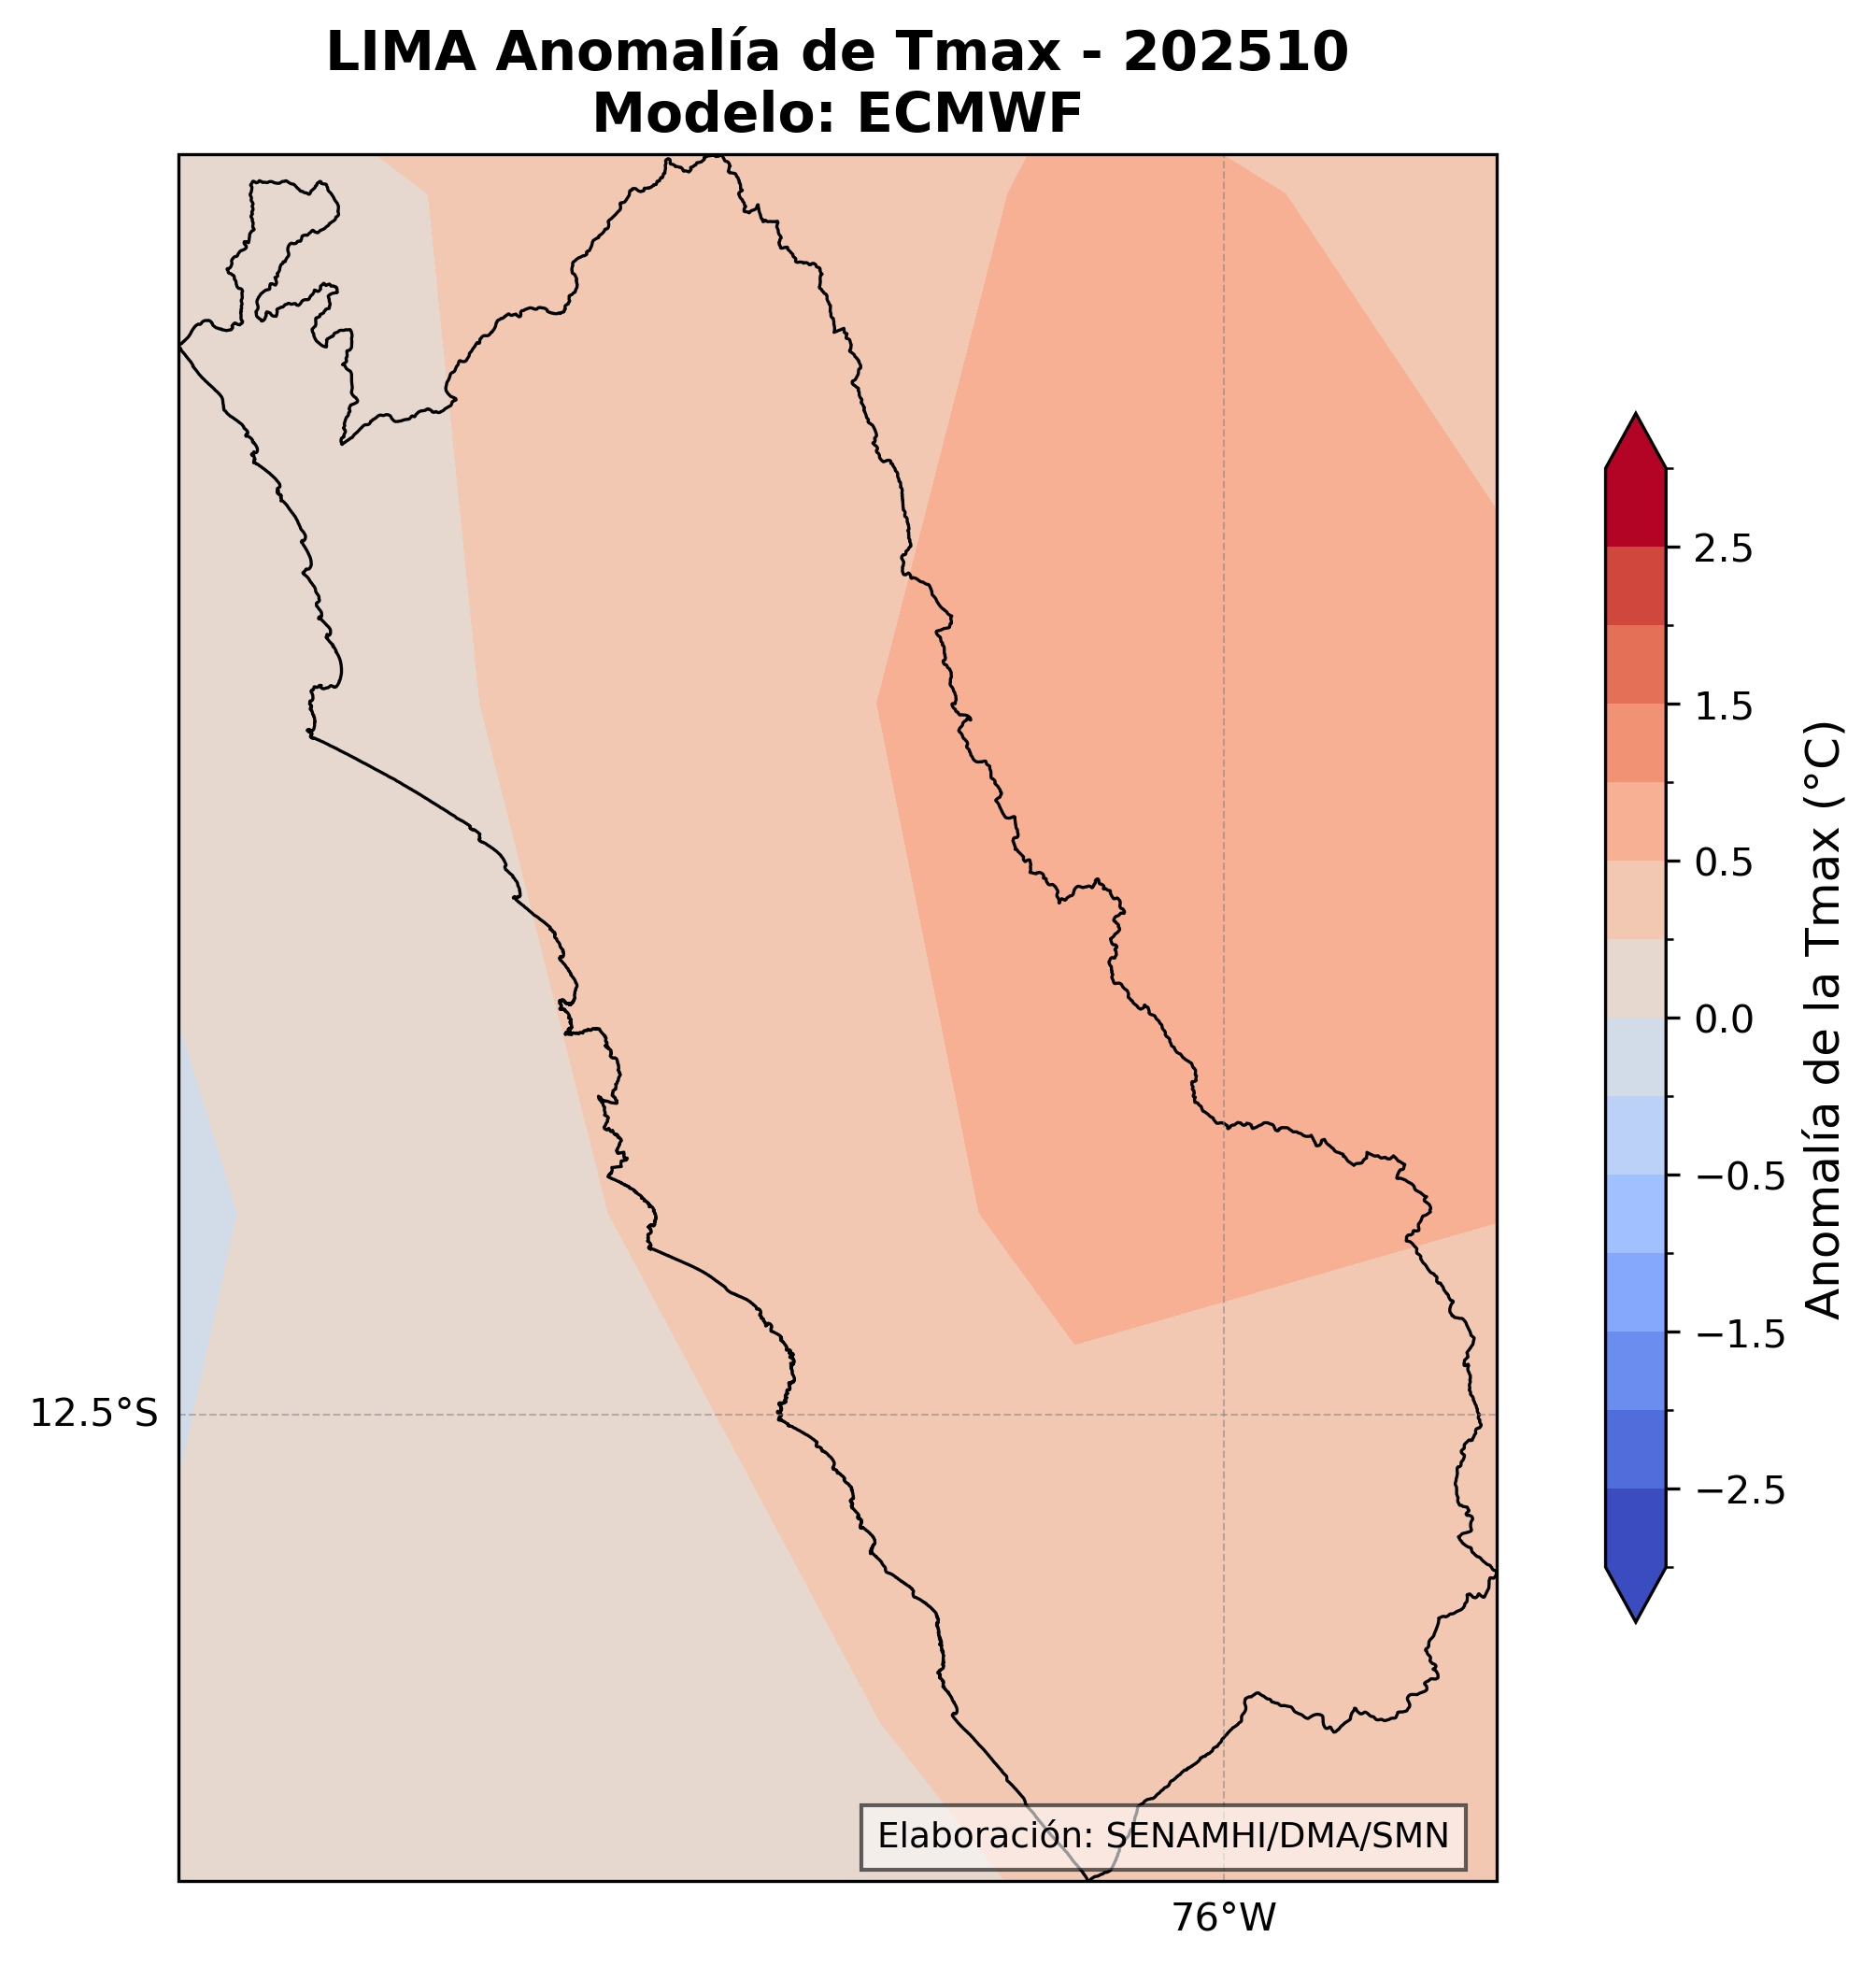 LIMA Anomalía de Tmax - 202510
Modelo: ECMWF
2.5
1.5
0.5
0.0
−0.5
−1.5
−2.5
Anomalía de la Tmax (°C)
12.5°S
Elaboración: SENAMHI/DMA/SMN
76°W